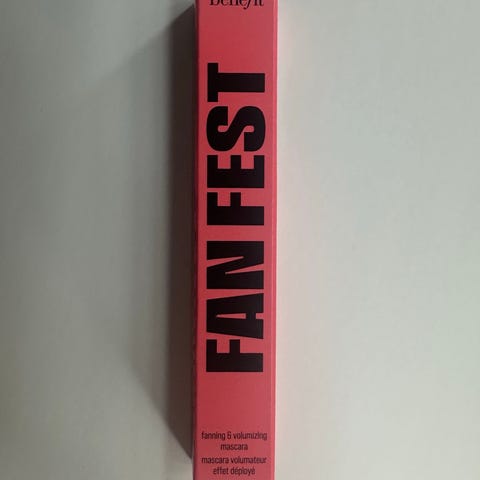 benefit
FAN FEST
fanning & volumizing
mascara
mascara volumateur
effet déployé